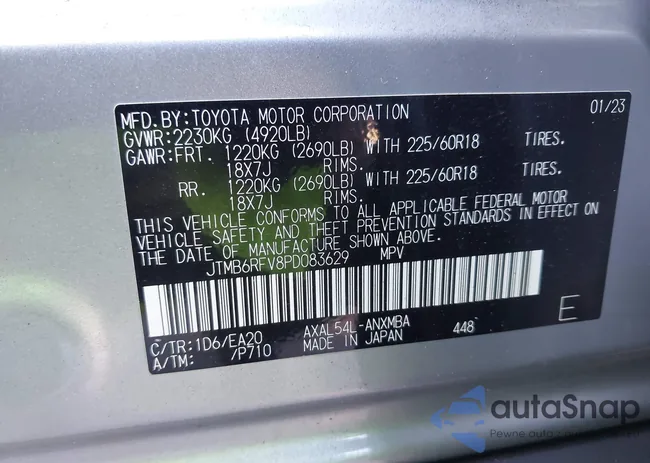 MFD.BY:TOYOTA MOTOR CORPORATION 01/23
GVWR:2230KG (4920LB)
GAWR:FRT. 1220KG (2690LB) WITH 225/60R18 TIRES.
18X7J RIMS.
RR. 1220KG (2690LB) WITH 225/60R18 TIRES.
18X7J RIMS.
THIS VEHICLE CONFORMS TO ALL APPLICABLE FEDERAL MOTOR
VEHICLE SAFETY AND THEFT PREVENTION STANDARDS IN EFFECT ON
THE DATE OF MANUFACTURE SHOWN ABOVE.
JTMB6RFV8PD083629 MPV
C/TR:1D6/EA20 AXAL54L-ANXMBA 448 E
A/TM: /P710 MADE IN JAPAN
autaSnap
Pewne auto z